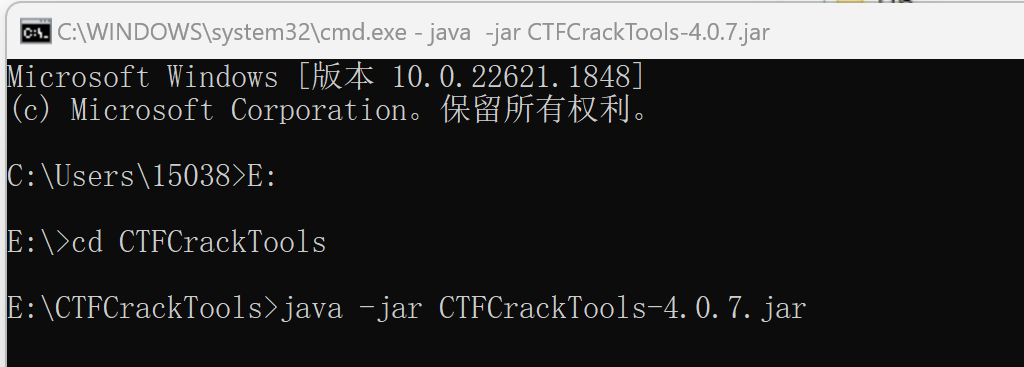 C:\WINDOWS\system32\cmd.exe - java  -jar CTFCrackTools-4.0.7.jar
Microsoft Windows [版本 10.0.22621.1848]
(c) Microsoft Corporation。保留所有权利。
C:\Users\15038>E:
E:\>cd CTFCrackTools
E:\CTFCrackTools>java -jar CTFCrackTools-4.0.7.jar